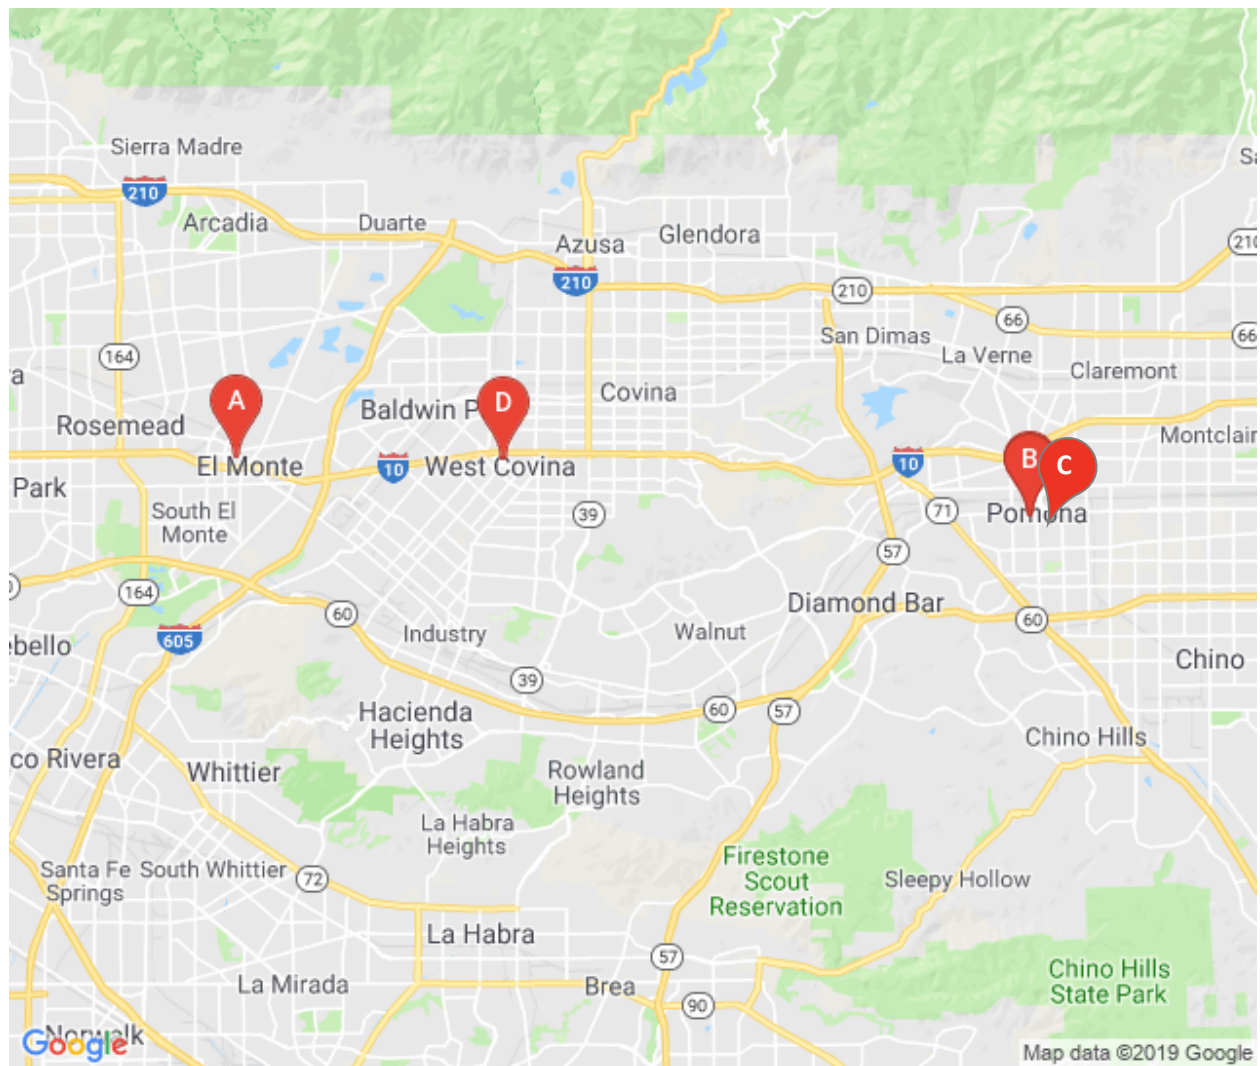 Sierra Madre
210
Arcadia
Duarte
Azusa
Glendora
210
210
210
66
San Dimas
66
La Verne
164
Claremont
A
D
Covina
Baldwin P
Rosemead
Montclair
El Monte
10
West Covina
10
B
C
Park
South El
Monte
39
71
Pomona
57
164
60
Diamond Bar
60
605
Industry
Walnut
ebello
Chino
39
60
57
Hacienda
Heights
Chino Hills
co Rivera
Whittier
Rowland
Heights
La Habra
Heights
Santa Fe
Springs
South Whittier
72
Firestone
Scout
Reservation
Sleepy Hollow
La Habra
57
La Mirada
Brea
90
Chino Hills
State Park
Norwalk
Google
Map data ©2019 Google